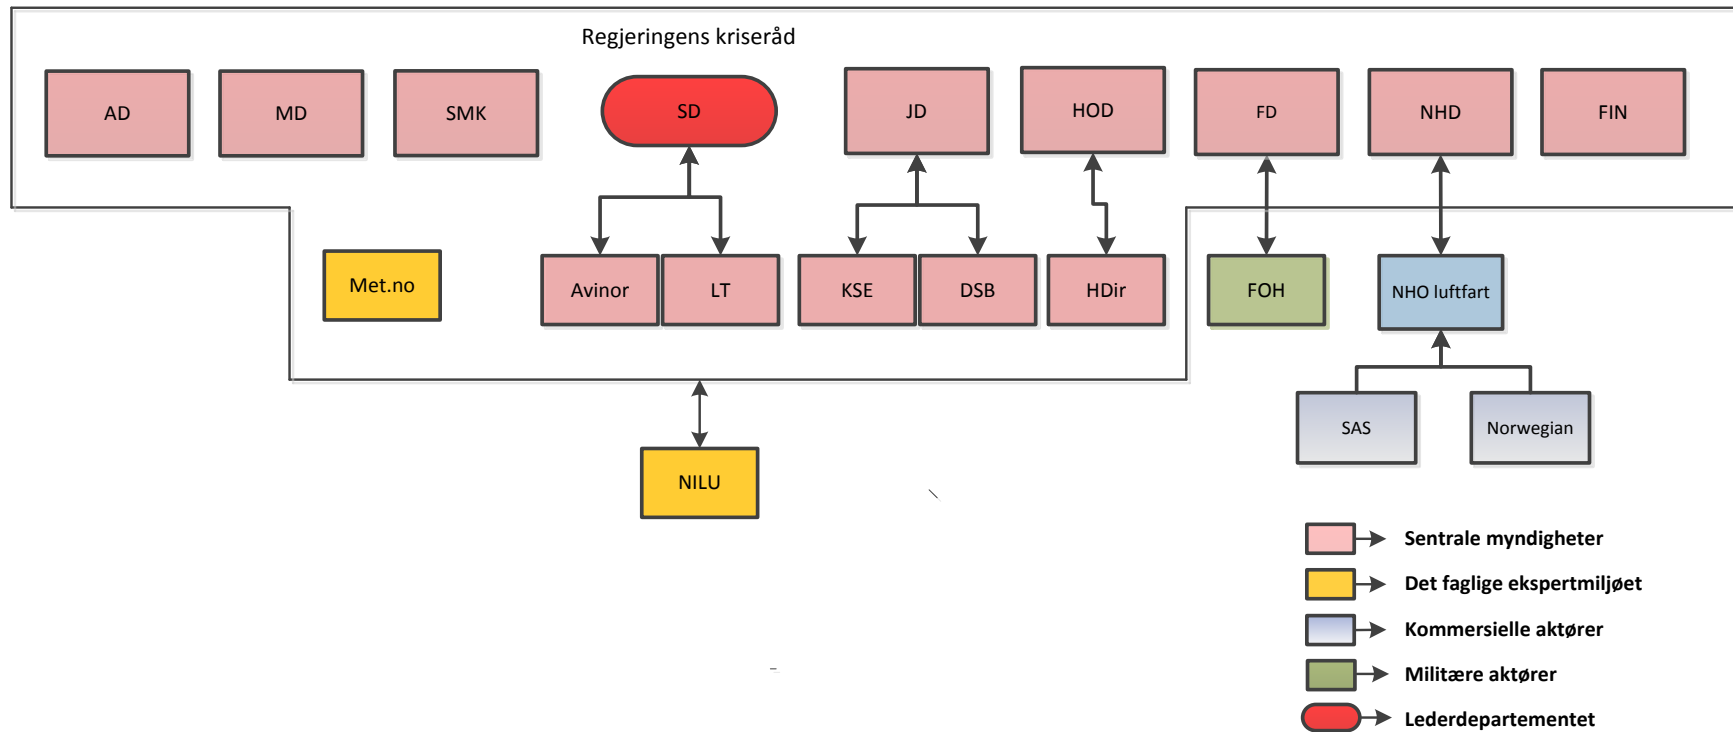 Regjeringens kriseråd
AD
MD
SMK
SD
JD
HOD
FD
NHD
FIN
Met.no
Avinor
LT
KSE
DSB
HDir
FOH
NHO luftfart
SAS
Norwegian
NILU
Sentrale myndigheter
Det faglige ekspertmiljøet
Kommersielle aktører
Militære aktører
Lederdepartementet